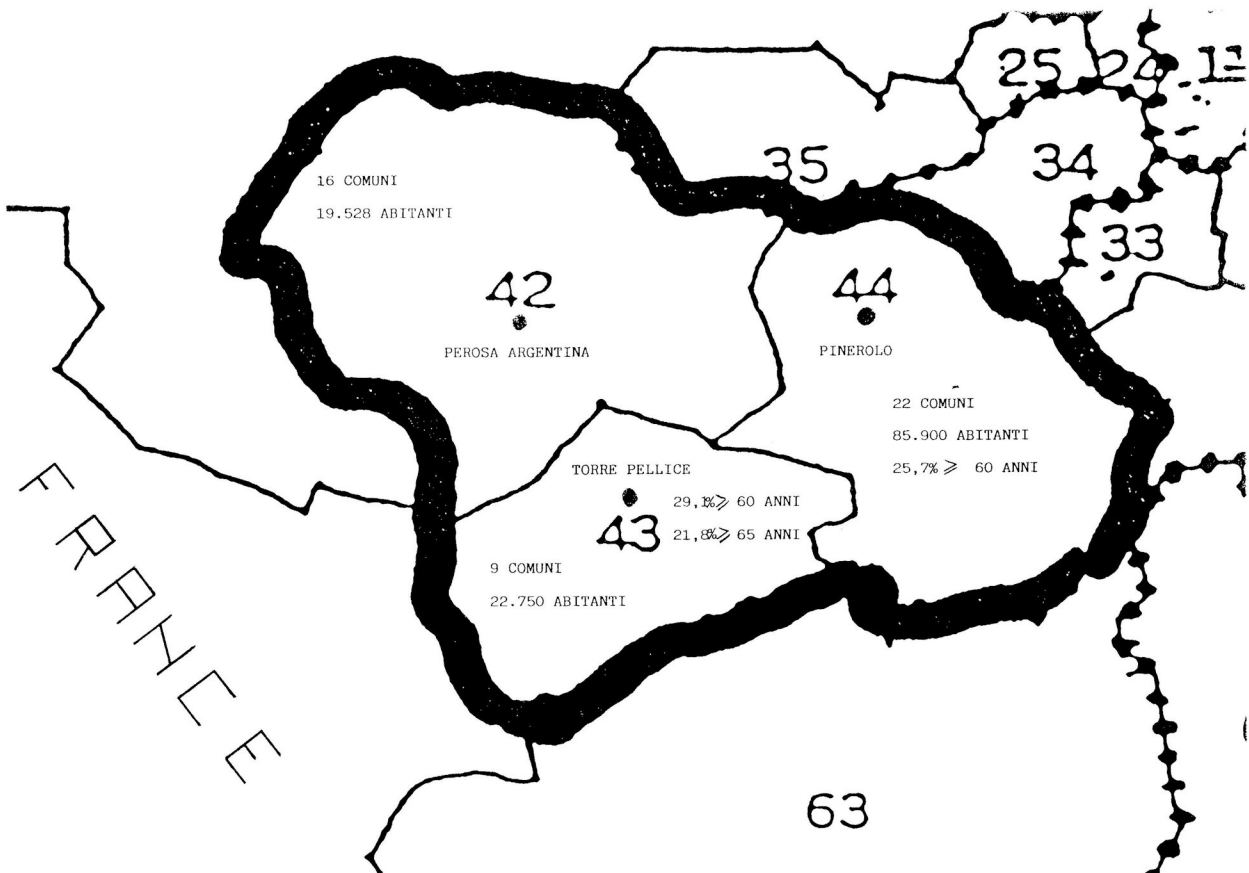 25
24
35
34
16 COMUNI
19.528 ABITANTI
33
42
44
PEROSA ARGENTINA
PINEROLO
22 COMUNI
85.900 ABITANTI
25,7% ⩾ 60 ANNI
TORRE PELLICE
29,1% ⩾ 60 ANNI
43
21,8% ⩾ 65 ANNI
9 COMUNI
22.750 ABITANTI
FRANCE
63